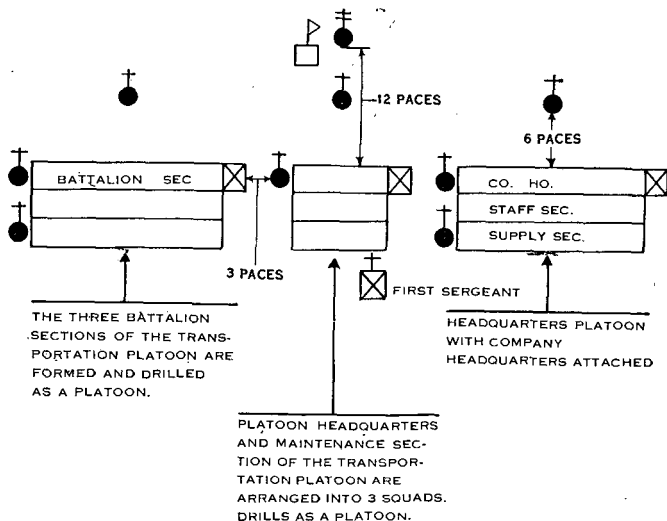 12 PACES
6 PACES
BATTALION SEC
3 PACES
CO. HO.
STAFF SEC.
SUPPLY SEC.
FIRST SERGEANT
THE THREE BATTALION
SECTIONS OF THE TRANS-
PORTATION PLATOON ARE
FORMED AND DRILLED
AS A PLATOON.
PLATOON HEADQUARTERS
AND MAINTENANCE SEC-
TION OF THE TRANSPOR-
TATION PLATOON ARE
ARRANGED INTO 3 SQUADS.
DRILLS AS A PLATOON.
HEADQUARTERS PLATOON
WITH COMPANY
HEADQUARTERS ATTACHED